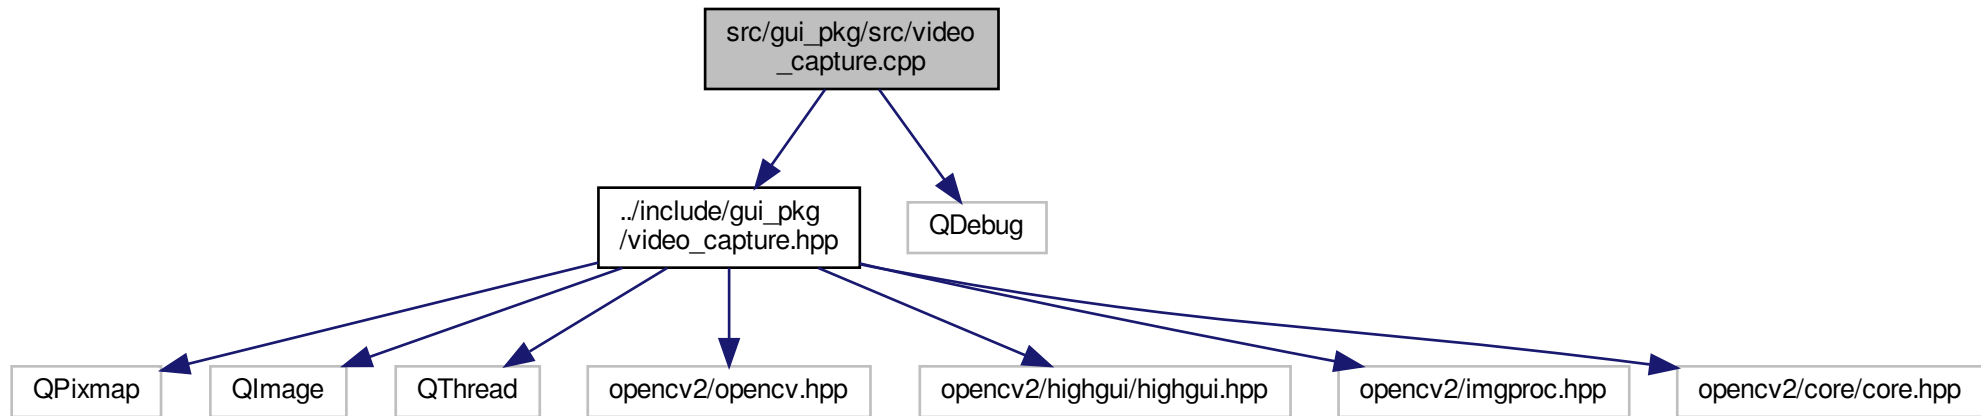 src/gui_pkg/src/video
_capture.cpp
../include/gui_pkg
/video_capture.hpp
QDebug
QPixmap
QImage
QThread
opencv2/opencv.hpp
opencv2/highgui/highgui.hpp
opencv2/imgproc.hpp
opencv2/core/core.hpp